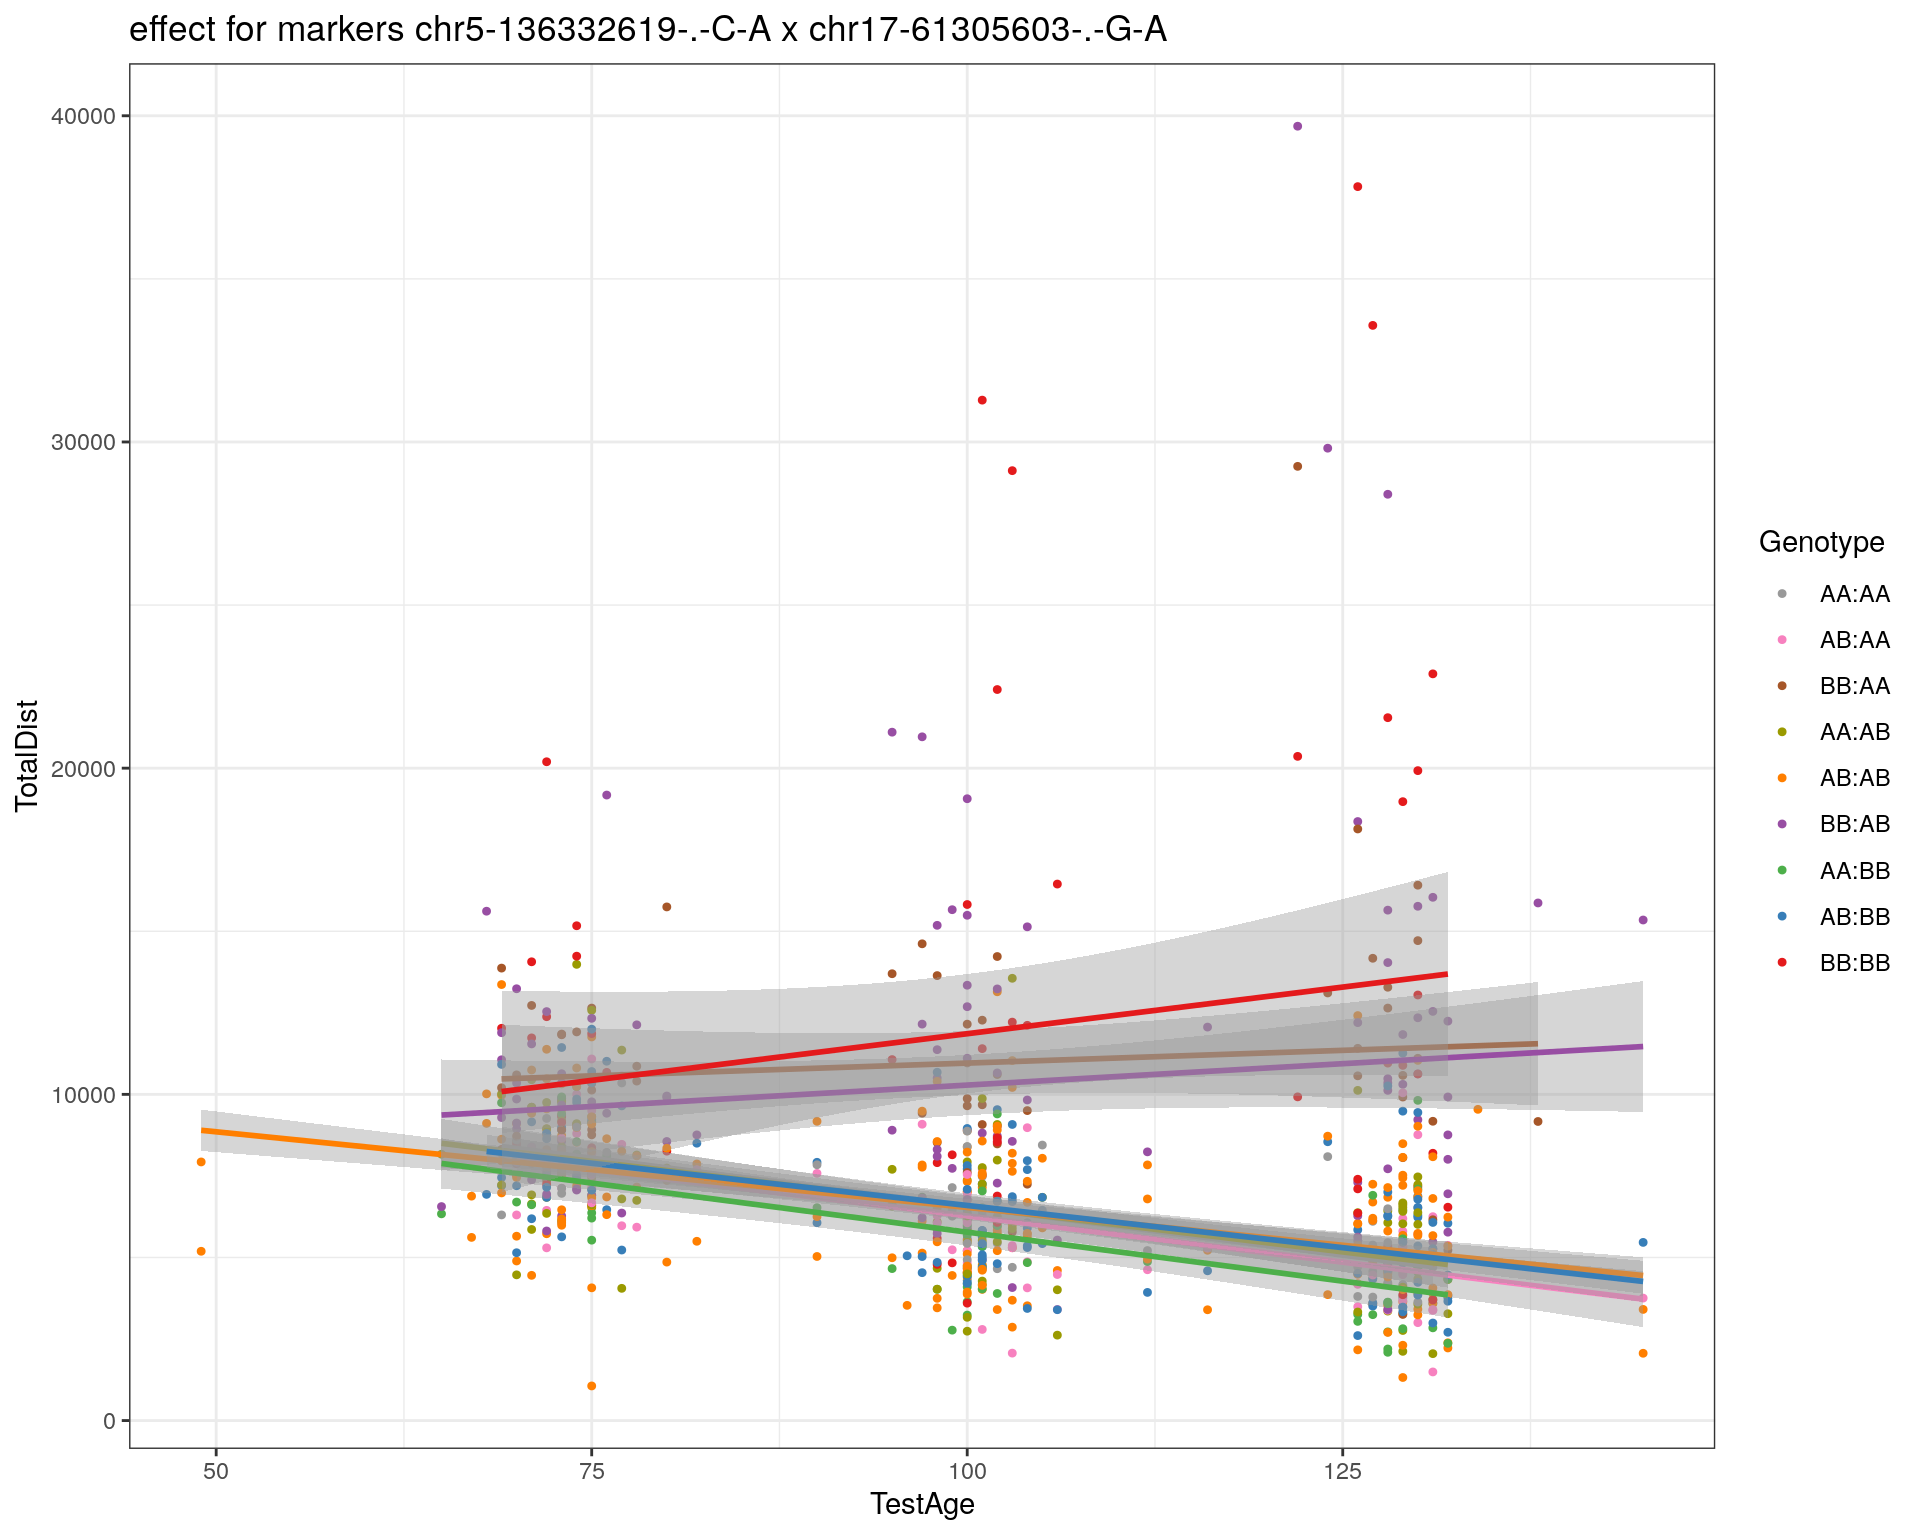 effect for markers chr5-136332619-.-C-A x chr17-61305603-.-G-A
40000
30000
20000
10000
0
TotalDist
50
75
100
125
TestAge
Genotype
AA:AA
AB:AA
BB:AA
AA:AB
AB:AB
BB:AB
AA:BB
AB:BB
BB:BB